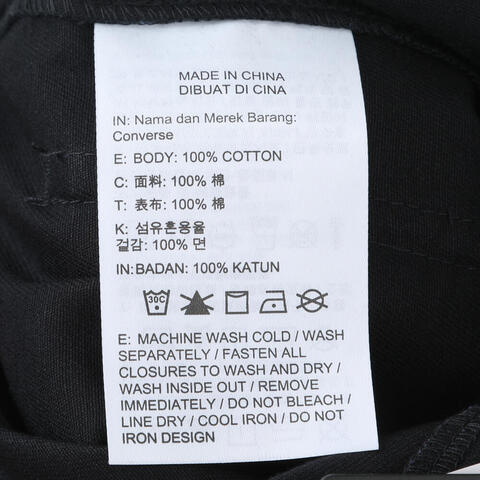 MADE IN CHINA
DIBUAT DI CINA
IN: Nama dan Merek Barang:
Converse
E: BODY: 100% COTTON
C: 面料: 100% 棉
T: 表布: 100% 棉
K: 섬유혼용율
겉감: 100% 면
IN:BADAN: 100% KATUN
30C
E: MACHINE WASH COLD / WASH
SEPARATELY / FASTEN ALL
CLOSURES TO WASH AND DRY /
WASH INSIDE OUT / REMOVE
IMMEDIATELY / DO NOT BLEACH /
LINE DRY / COOL IRON / DO NOT
IRON DESIGN